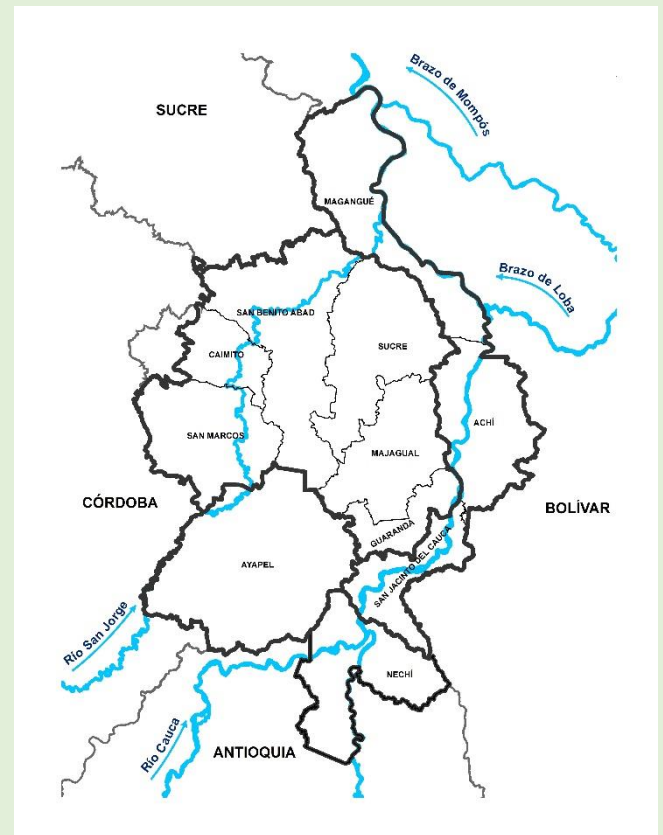 Brazo de Mompós
SUCRE
MAGANGUÉ
Brazo de Loba
SAN BENITO ABAD
SUCRE
CAIMITO
ACHÍ
SAN MARCOS
MAJAGUAL
CÓRDOBA
BOLÍVAR
GUARANDA
AYAPEL
SAN JACINTO DEL CAUCA
Río San Jorge
NECHÍ
Río Cauca
ANTIOQUIA